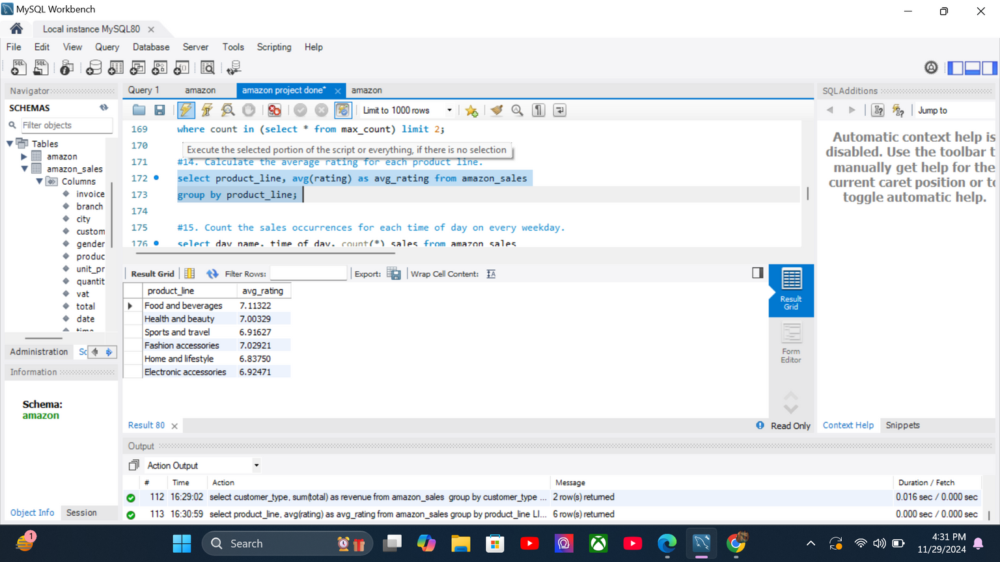 MySQL Workbench
Local instance MySQL80
File Edit View Query Database Server Tools Scripting Help
Navigator
SCHEMAS
Filter objects
Tables
amazon
amazon_sales
Columns
invoice
branch
city
custom
gender
produc
unit_pr
quantit
vat
total
date
time
Administration Sc
Information
Schema:
amazon
Object Info Session
Query 1 amazon amazon project done* amazon
Limit to 1000 rows
169 where count in (select * from max_count) limit 2;
170
Execute the selected portion of the script or everything, if there is no selection
171 #14. Calculate the average rating for each product line.
172 select product_line, avg(rating) as avg_rating from amazon_sales
173 group by product_line;
174
175 #15. Count the sales occurrences for each time of day on every weekday.
176 select day_name, time_of_day, count(*) sales from amazon_sales
Result Grid Filter Rows: Export: Wrap Cell Content:
product_line avg_rating
Food and beverages 7.11322
Health and beauty 7.00329
Sports and travel 6.91627
Fashion accessories 7.02921
Home and lifestyle 6.83750
Electronic accessories 6.92471
Result
Grid
Form
Editor
Result 80
Read Only
SQLAdditions
Jump to
Automatic context help is
disabled. Use the toolbar t
manually get help for the
current caret position or to
toggle automatic help.
Context Help Snippets
Output
Action Output
# Time Action Message Duration / Fetch
112 16:29:02 select customer_type, sum(total) as revenue from amazon_sales group by customer_type ... 2 row(s) returned 0.016 sec / 0.000 sec
113 16:30:59 select product_line, avg(rating) as avg_rating from amazon_sales group by product_line LI... 6 row(s) returned 0.000 sec / 0.000 sec
1
Search
4:31 PM
11/29/2024